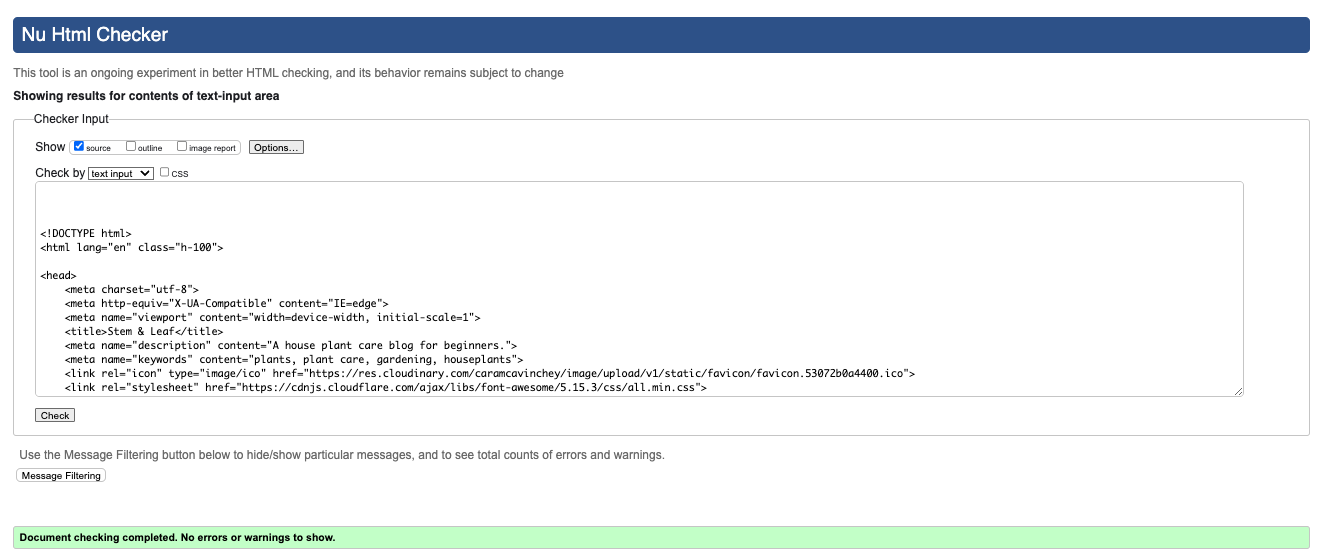 Nu Html Checker
This tool is an ongoing experiment in better HTML checking, and its behavior remains subject to change
Showing results for contents of text-input area
Checker Input
Show source outline image report Options...
Check by text input css
<!DOCTYPE html>
<html lang="en" class="h-100">
<head>
    <meta charset="utf-8">
    <meta http-equiv="X-UA-Compatible" content="IE=edge">
    <meta name="viewport" content="width=device-width, initial-scale=1">
    <title>Stem & Leaf</title>
    <meta name="description" content="A house plant care blog for beginners.">
    <meta name="keywords" content="plants, plant care, gardening, houseplants">
    <link rel="icon" type="image/ico" href="https://res.cloudinary.com/caramcavinchey/image/upload/v1/static/favicon/favicon.53072b0a4400.ico">
    <link rel="stylesheet" href="https://cdnjs.cloudflare.com/ajax/libs/font-awesome/5.15.3/css/all.min.css">
Check
Use the Message Filtering button below to hide/show particular messages, and to see total counts of errors and warnings.
Message Filtering
Document checking completed. No errors or warnings to show.